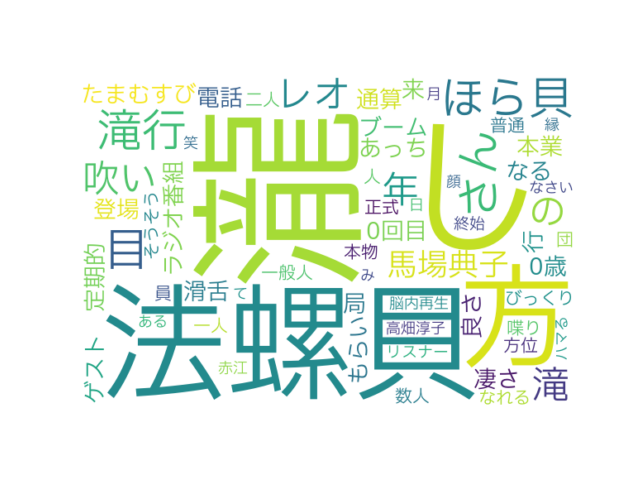 たまむすび
電話
二人
レオ
通算
来
月
ほら貝
滝行
笑
瀧
ブーム
あっち
普通
縁
本業
吹い
ラジオ番組
そうそう
人
年
し
さん
なる
なさい
顔
の
登場
正式
日
0回目
終始
団
定期的
皿
一般人
本物
み
馬場典子
行
0歳
員
滑舌
て
局
もらい
脳内再生
良さ
びっくり
ある
一人
高畑淳子
方
喋り
方位
ハマる
ゲスト
法螺貝
赤江
リスナー
凄さ
滝
数人
なれる